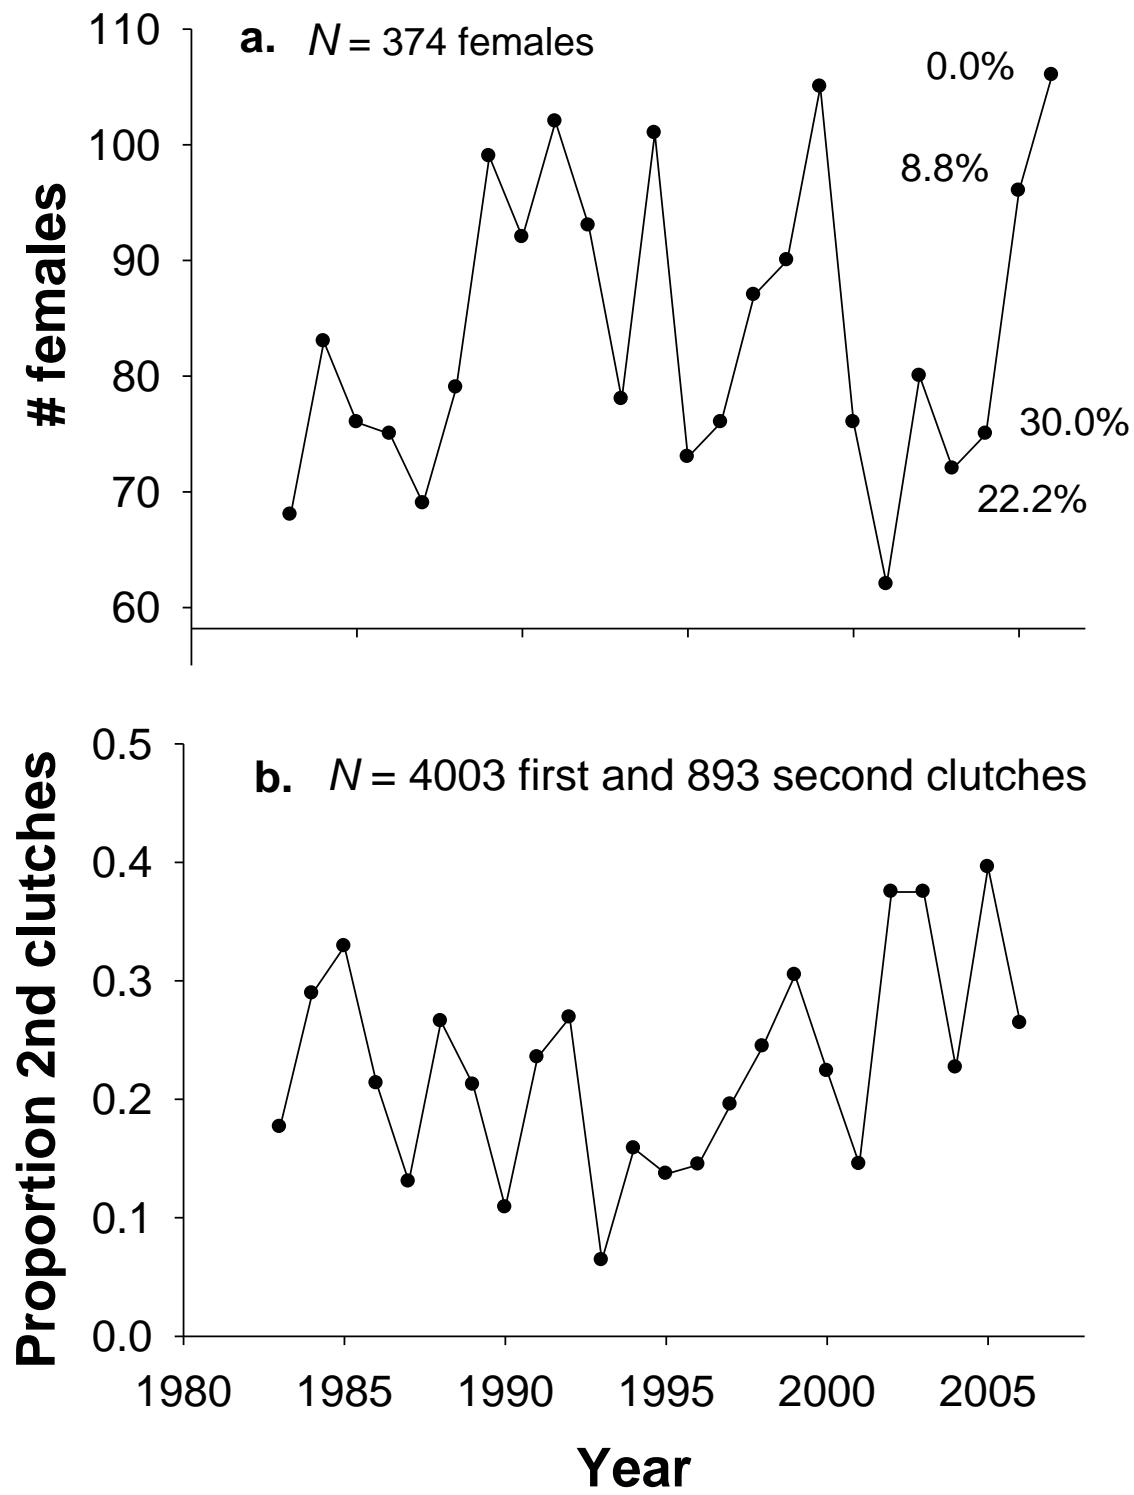 110
a. N = 374 females
0.0%
100
8.8%
90
80
30.0%
70
22.2%
60
# females
0.5
b. N = 4003 first and 893 second clutches
0.4
0.3
0.2
0.1
0.0
Proportion 2nd clutches
1980 1985 1990 1995 2000 2005
Year